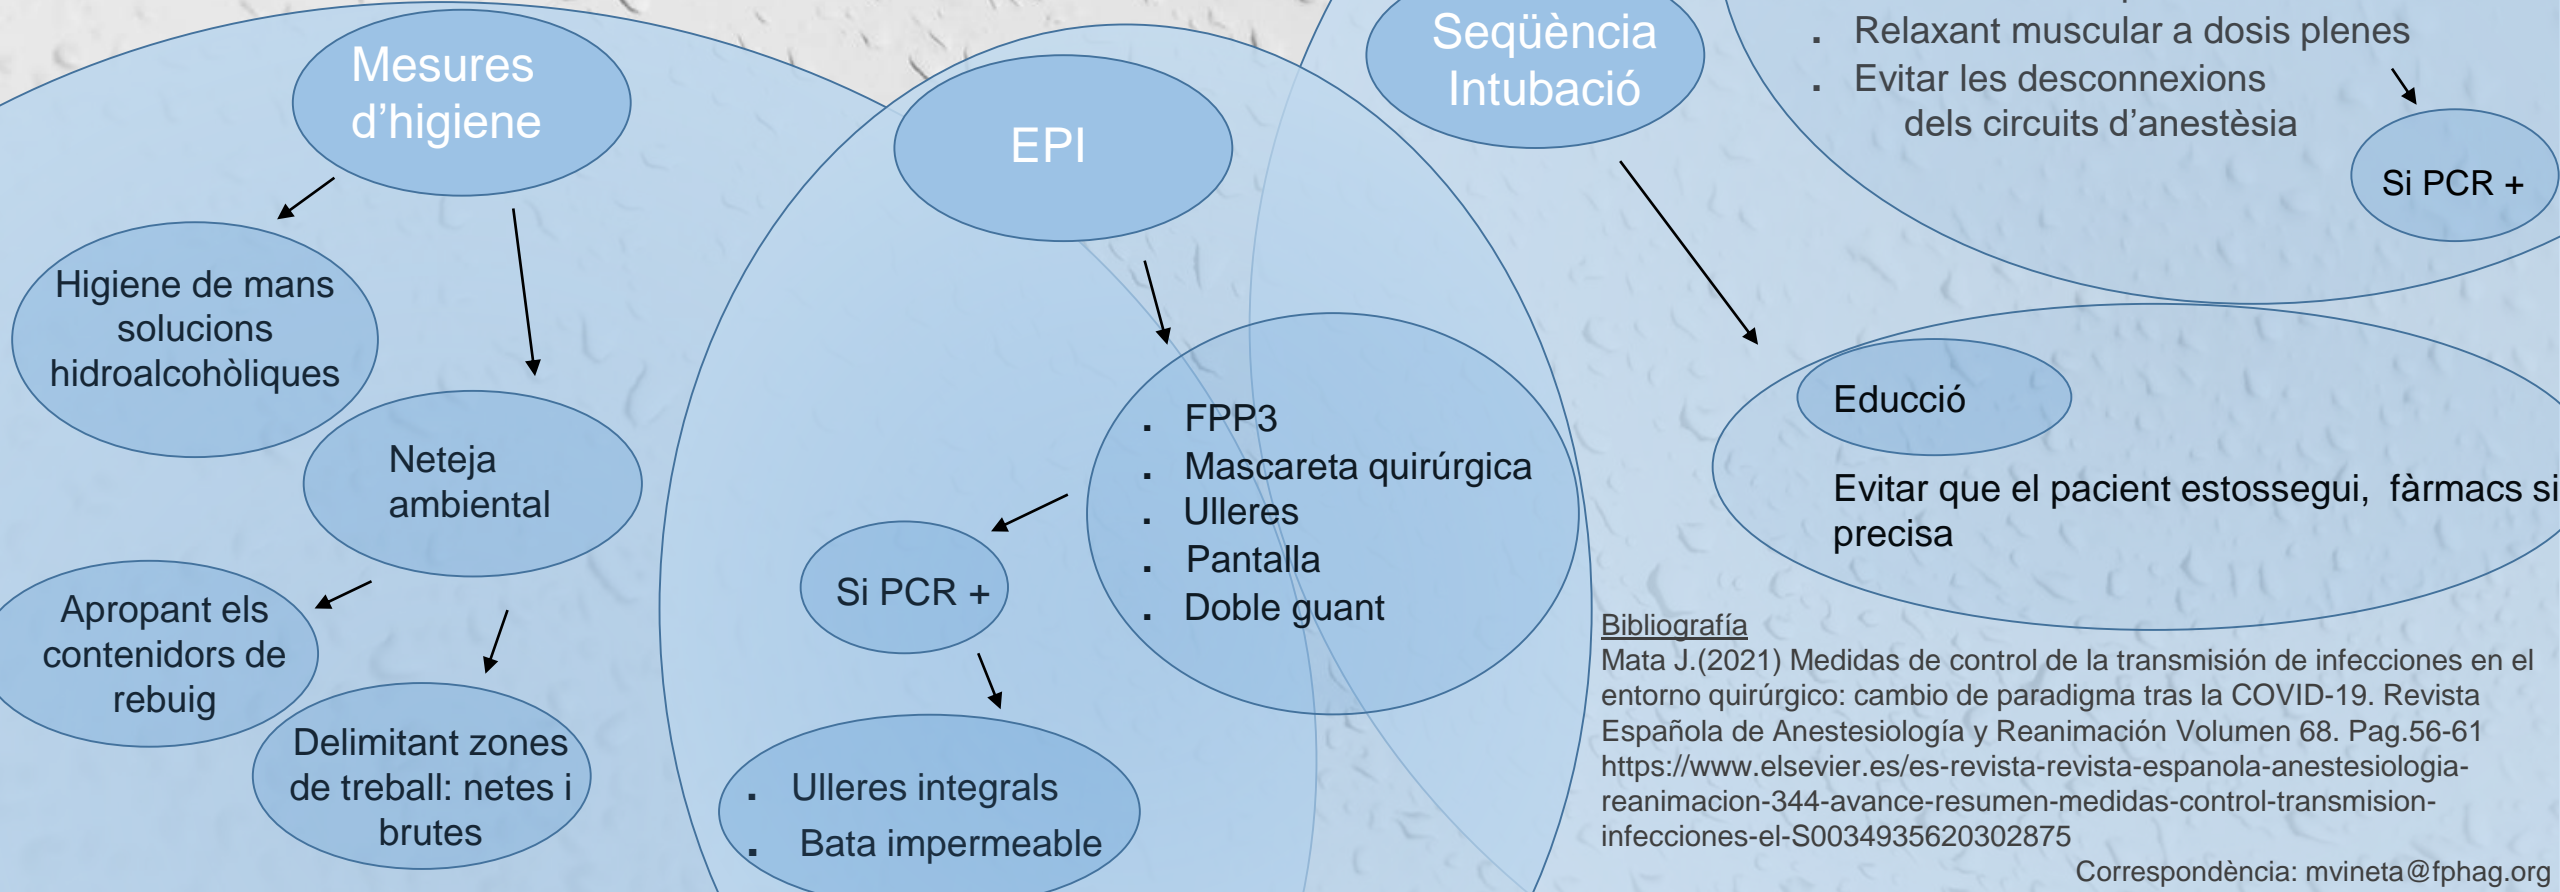 Mesures
d’higiene
Higiene de mans
solucions
hidroalcohòliques
Neteja
ambiental
Apropant els
contenidors de
rebuig
Delimitant zones
de treball: netes i
brutes
EPI
. FPP3
. Mascareta quirúrgica
. Ulleres
. Pantalla
. Doble guant
Si PCR +
. Ulleres integrals
. Bata impermeable
Seqüència
Intubació
. Relaxant muscular a dosis plenes
. Evitar les desconnexions
dels circuits d’anestèsia
Si PCR +
Educció
Evitar que el pacient estossegui, fàrmacs si
precisa
Bibliografía
Mata J.(2021) Medidas de control de la transmisión de infecciones en el
entorno quirúrgico: cambio de paradigma tras la COVID-19. Revista
Española de Anestesiología y Reanimación Volumen 68. Pag.56-61
https://www.elsevier.es/es-revista-revista-espanola-anestesiologia-
reanimacion-344-avance-resumen-medidas-control-transmision-
infecciones-el-S0034935620302875
Correspondència: mvineta@fphag.org